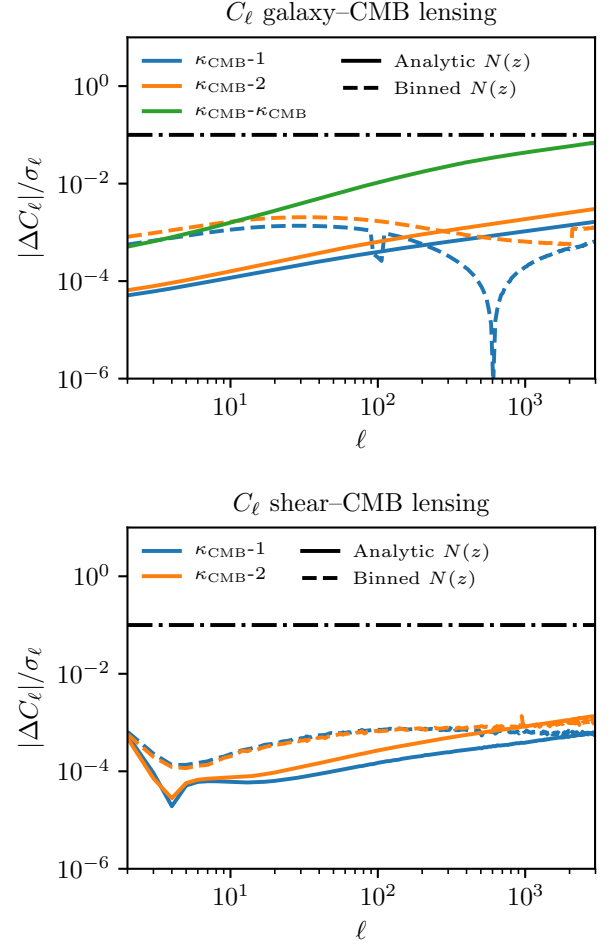 C_ℓ galaxy–CMB lensing
κ_CMB-1
κ_CMB-2
κ_CMB-κ_CMB
Analytic N(z)
Binned N(z)
|ΔC_ℓ|/σ_ℓ
10^0
10^−2
10^−4
10^−6
10^1
10^2
10^3
ℓ
C_ℓ shear–CMB lensing
κ_CMB-1
κ_CMB-2
Analytic N(z)
Binned N(z)
|ΔC_ℓ|/σ_ℓ
10^0
10^−2
10^−4
10^−6
10^1
10^2
10^3
ℓ